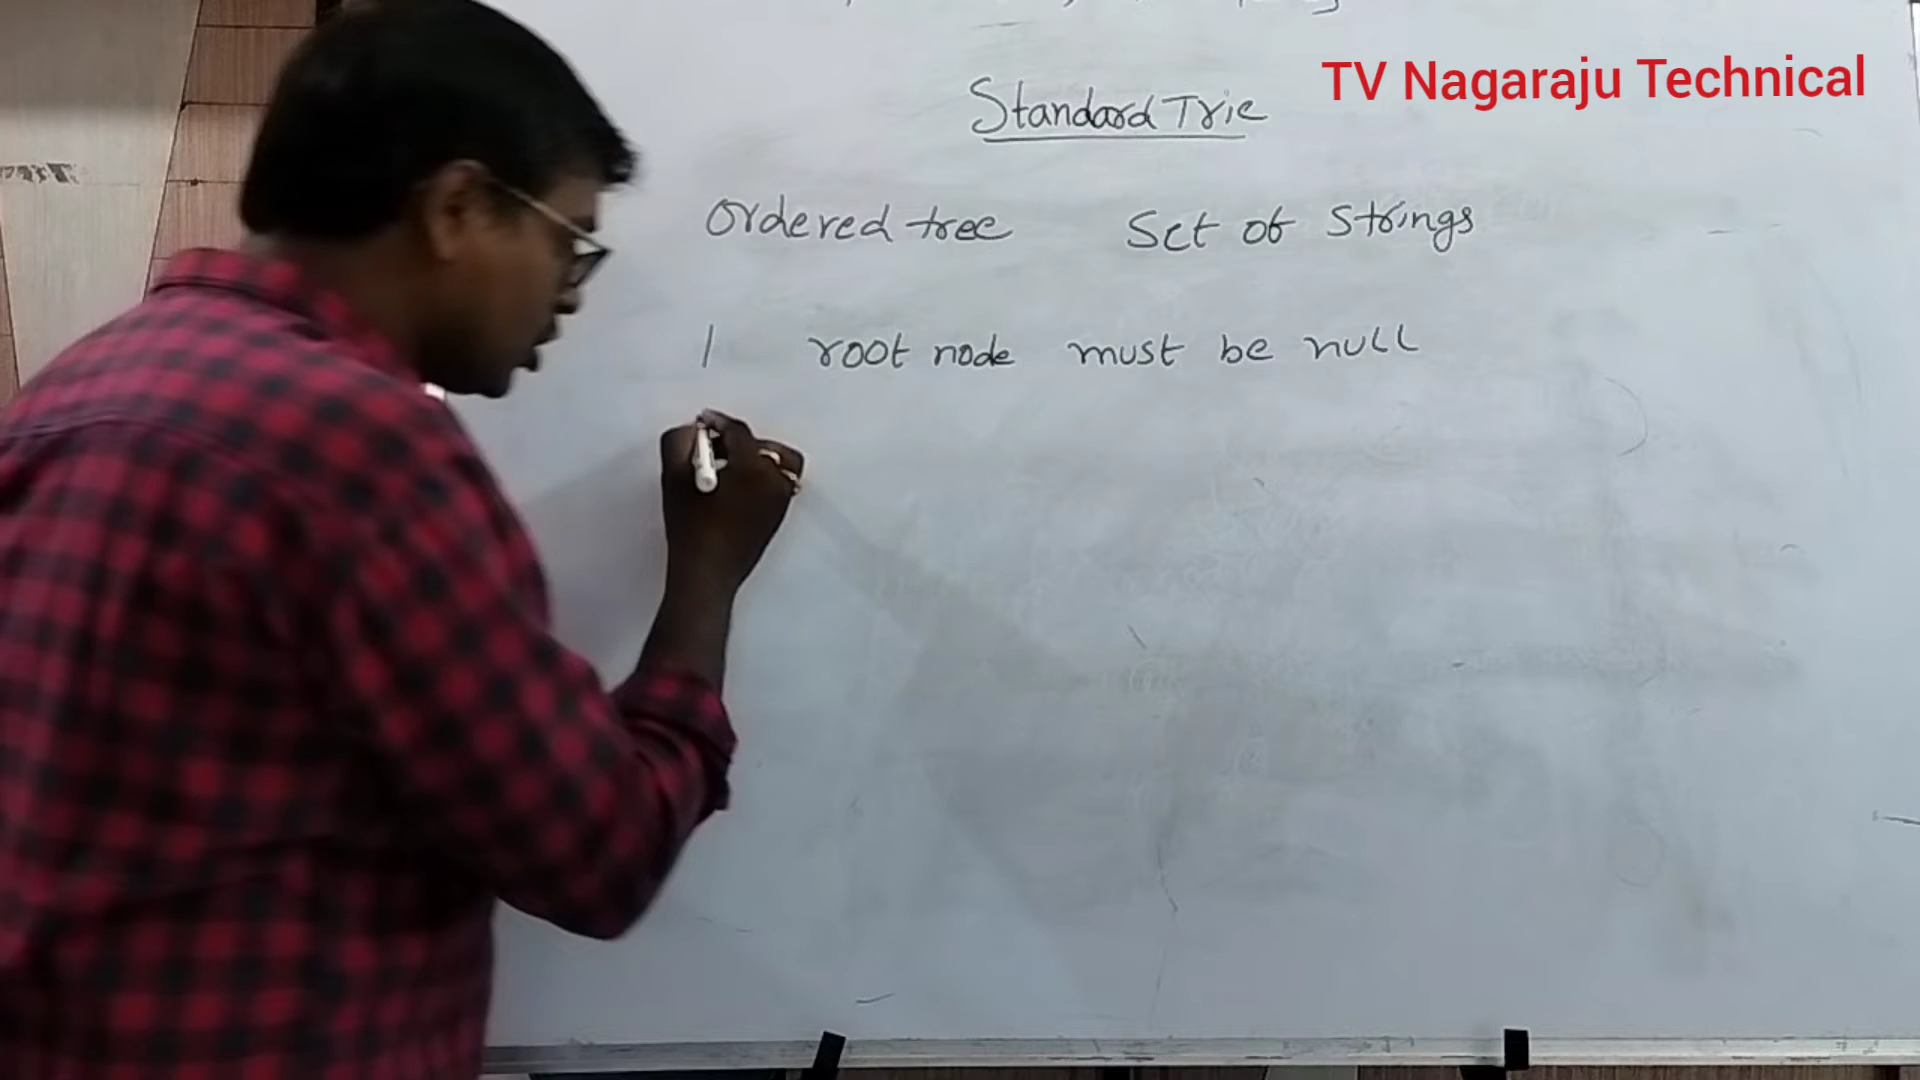 TV Nagaraju Technical
Standard Trie
ordered tree set of strings
1 root node must be null